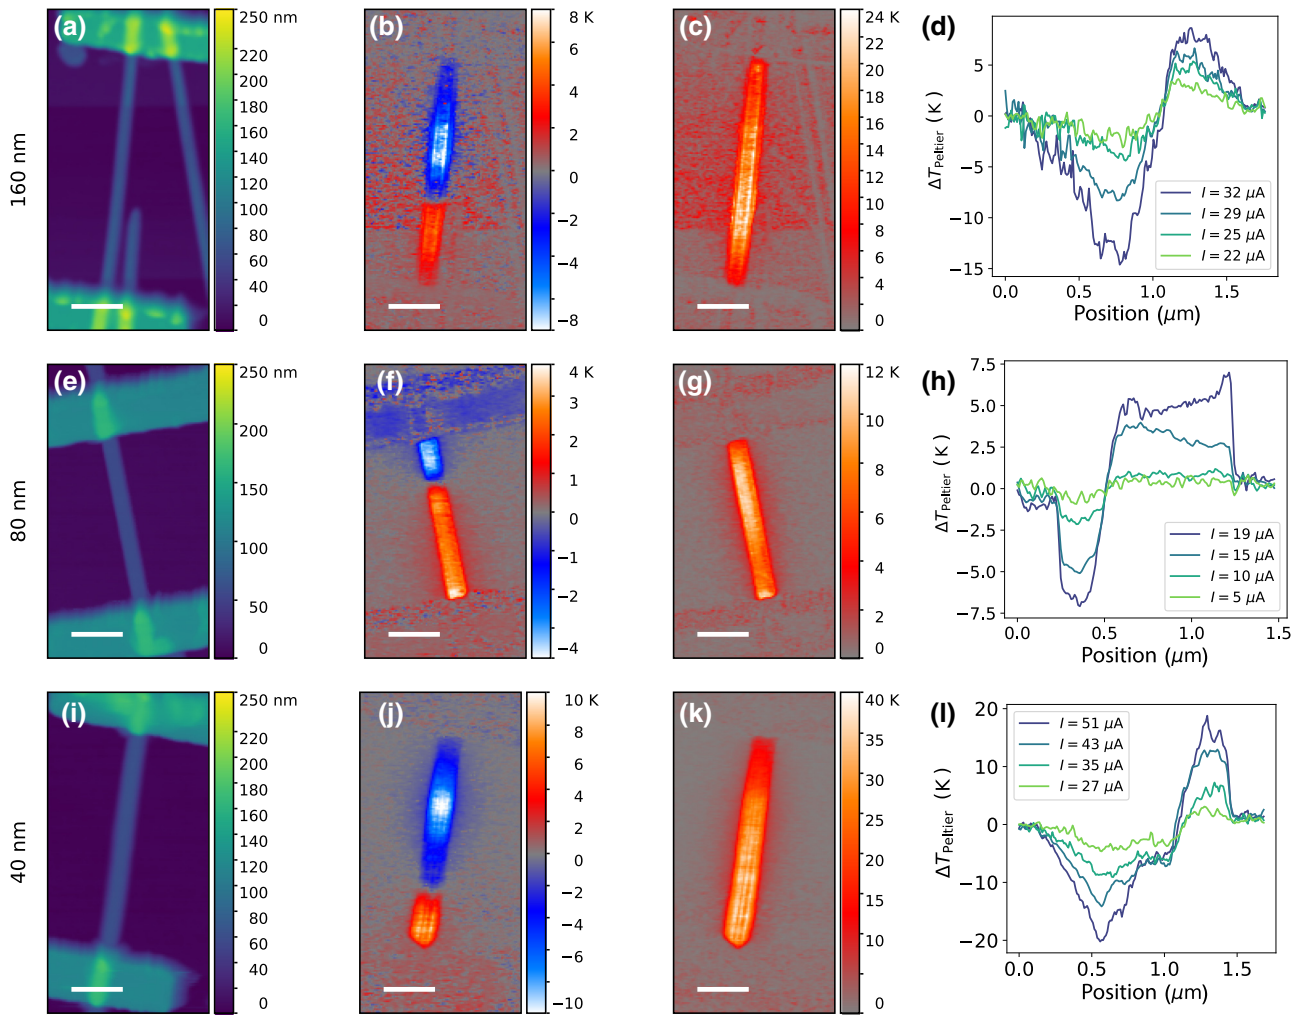 (a)
250 nm
220
200
180
160
140
120
100
80
60
40
0
160 nm
(b)
8 K
6
4
2
0
−2
−4
−6
−8
(c)
24 K
22
20
18
16
14
12
10
8
6
4
2
0
(d)
ΔT_Peltier (K)
5
0
−5
−10
−15
I = 32 μA
I = 29 μA
I = 25 μA
I = 22 μA
0.0 0.5 1.0 1.5
Position (μm)
(e)
250 nm
200
150
100
50
0
80 nm
(f)
4 K
3
2
1
0
−1
−2
−3
−4
(g)
12 K
10
8
6
4
2
0
(h)
ΔT_Peltier (K)
7.5
5.0
2.5
0.0
−2.5
−5.0
−7.5
I = 19 μA
I = 15 μA
I = 10 μA
I = 5 μA
0.0 0.5 1.0 1.5
Position (μm)
(i)
250 nm
220
200
180
160
140
120
100
80
60
40
0
40 nm
(j)
10 K
8
6
4
2
0
−2
−4
−6
−10
(k)
40 K
35
30
25
20
15
10
5
0
(l)
ΔT_Peltier (K)
20
10
0
−10
−20
I = 51 μA
I = 43 μA
I = 35 μA
I = 27 μA
0.0 0.5 1.0 1.5
Position (μm)